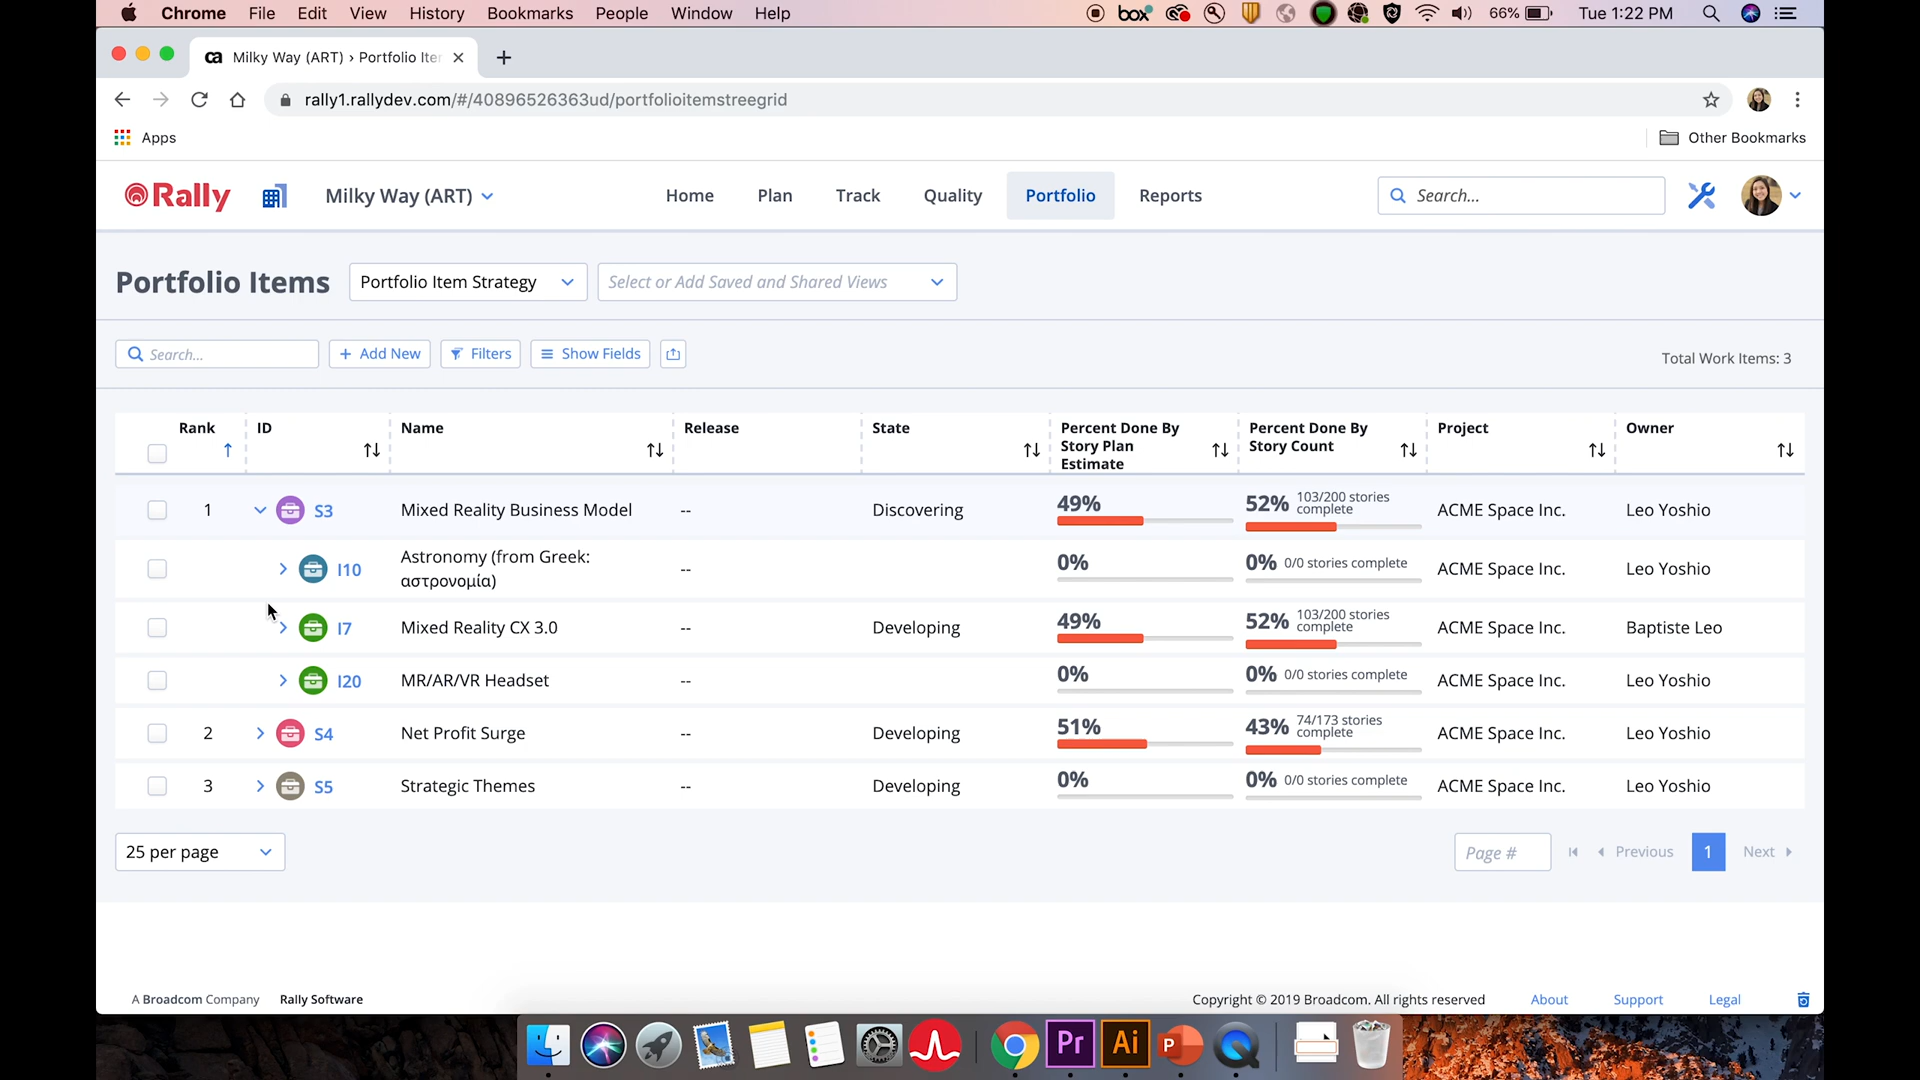 Chrome File Edit View History Bookmarks People Window Help box 66% Tue 1:22 PM
ca Milky Way (ART) › Portfolio Iter
rally1.rallydev.com/#/40896526363ud/portfolioitemstreegrid
Apps Other Bookmarks
Rally Milky Way (ART) Home Plan Track Quality Portfolio Reports Search...
Portfolio Items Portfolio Item Strategy Select or Add Saved and Shared Views
Search... + Add New Filters Show Fields Total Work Items: 3
Rank ID Name Release State Percent Done By Story Plan Estimate Percent Done By Story Count Project Owner
1 S3 Mixed Reality Business Model -- Discovering 49% 52% 103/200 stories complete ACME Space Inc. Leo Yoshio
I10 Astronomy (from Greek: αστρονομία) -- 0% 0% 0/0 stories complete ACME Space Inc. Leo Yoshio
I7 Mixed Reality CX 3.0 -- Developing 49% 52% 103/200 stories complete ACME Space Inc. Baptiste Leo
I20 MR/AR/VR Headset -- 0% 0% 0/0 stories complete ACME Space Inc. Leo Yoshio
2 S4 Net Profit Surge -- Developing 51% 43% 74/173 stories complete ACME Space Inc. Leo Yoshio
3 S5 Strategic Themes -- Developing 0% 0% 0/0 stories complete ACME Space Inc. Leo Yoshio
25 per page Page # Previous 1 Next
A Broadcom Company Rally Software Copyright © 2019 Broadcom. All rights reserved About Support Legal
Pr Ai P